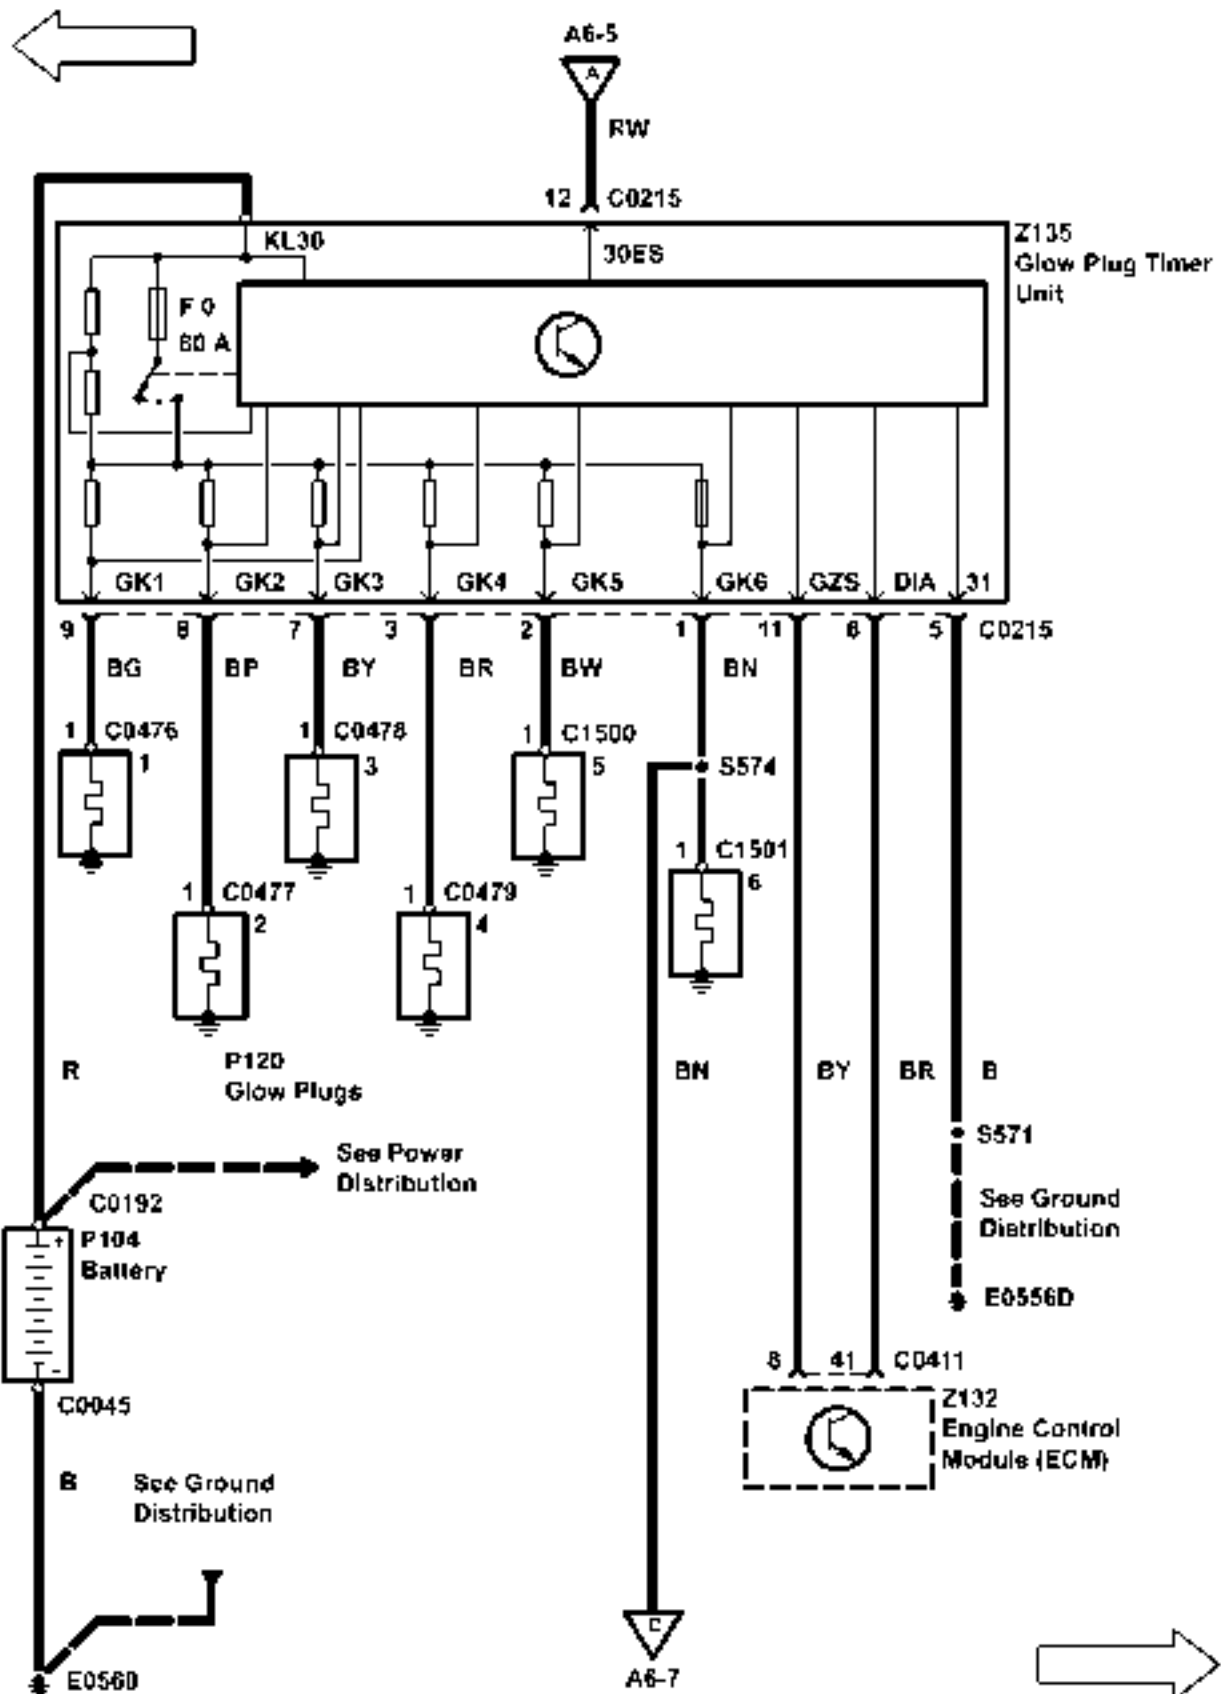 A6-5
A
RW
12 C0215
KL30
30ES
Z135
Glow Plug Timer
Unit
F 0
80 A
GK1 GK2 GK3 GK4 GK5 GK6 GZS DIA 31
9 8 7 3 2 1 11 6 5 C0215
BG BP BY BR BW BN
1 C0476
1
1 C0478
3
1 C1500
5
S574
1 C1501
6
1 C0477
2
1 C0479
4
P120
Glow Plugs
R
BN BY BR B
S571
See Power
Distribution
C0192
See Ground
Distribution
P104
Battery
+
-
E0556D
8 41 C0411
C0045
Z132
Engine Control
Module (ECM)
B
See Ground
Distribution
C
A6-7